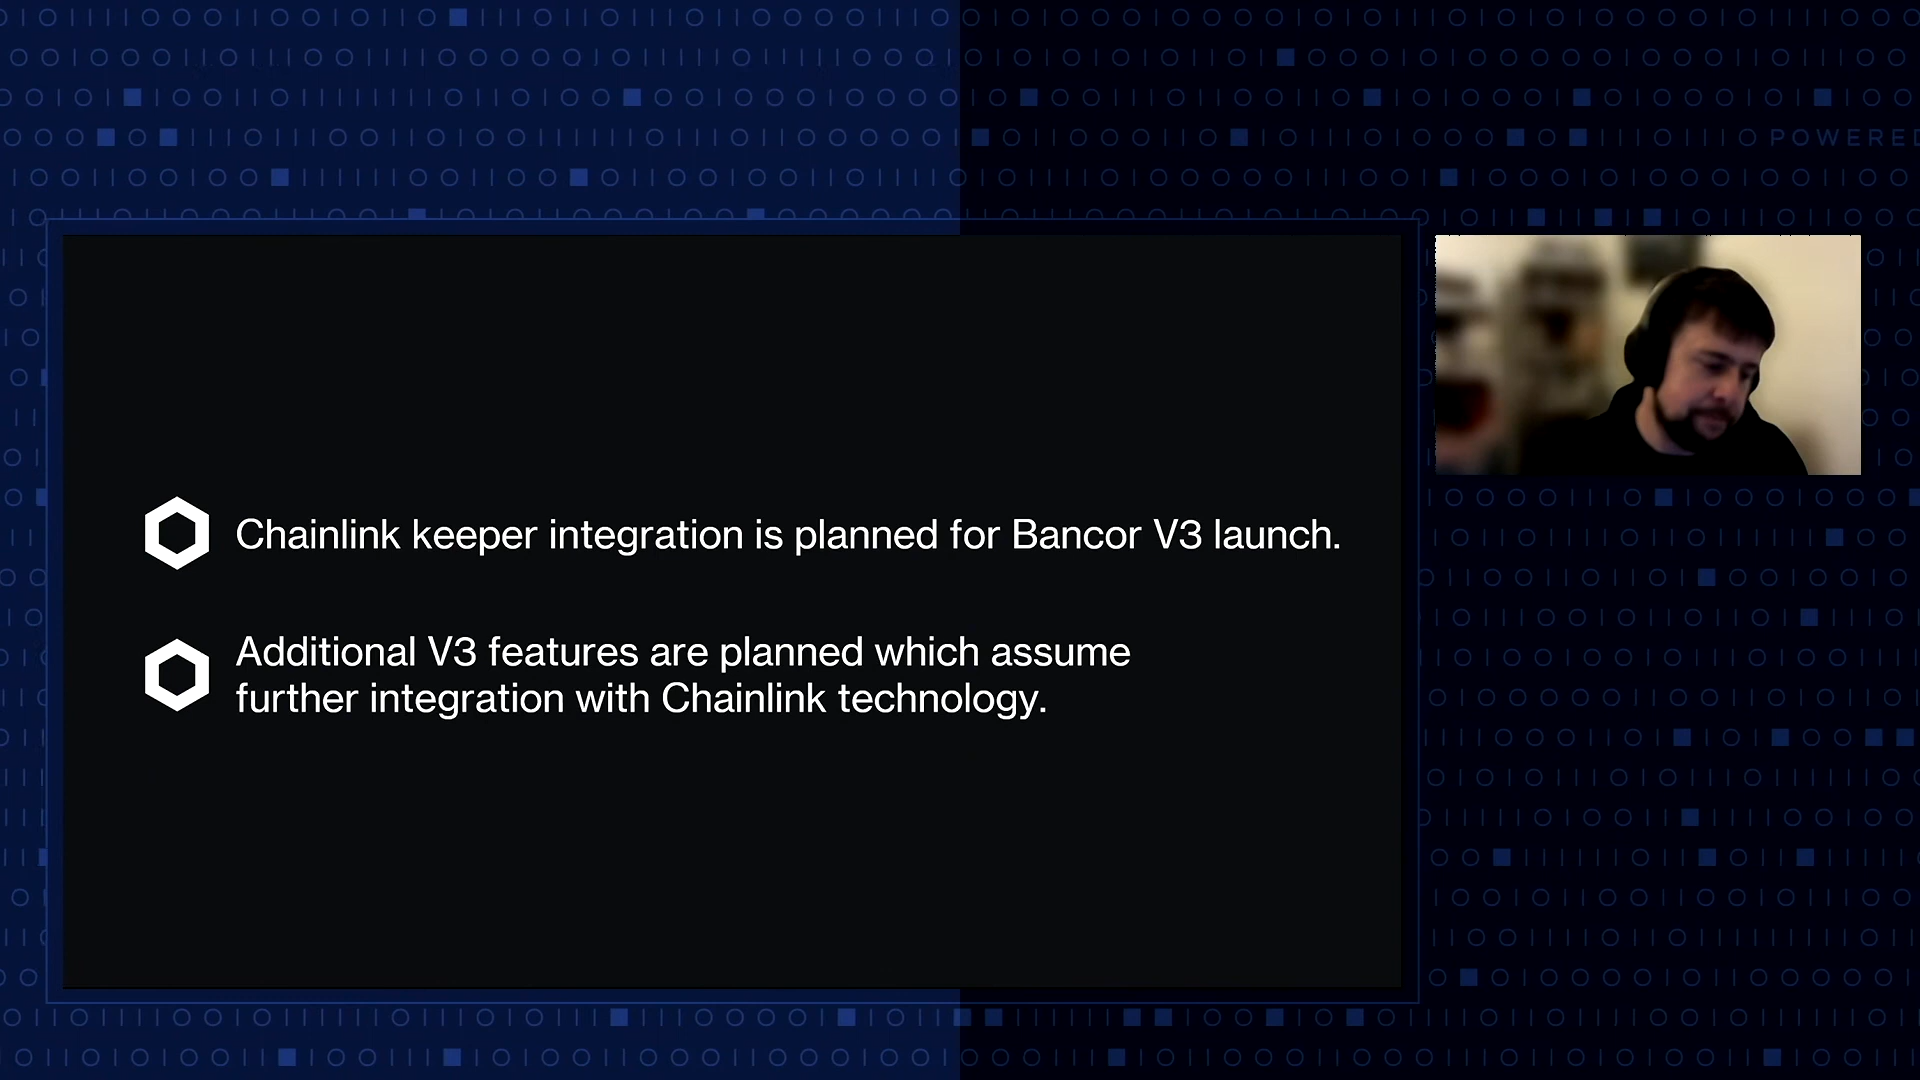 POWERED
Chainlink keeper integration is planned for Bancor V3 launch.
Additional V3 features are planned which assume
further integration with Chainlink technology.